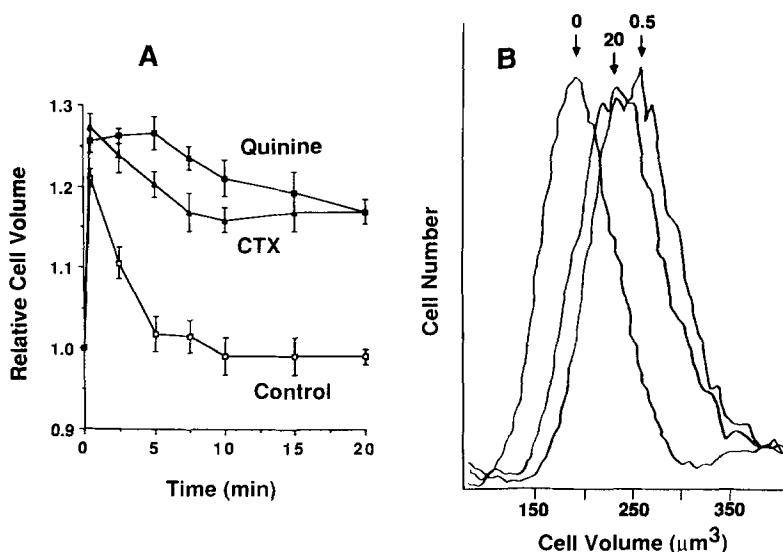 A
Relative Cell Volume
1.3
1.2
1.1
1.0
0.9
Quinine
CTX
Control
0 5 10 15 20
Time (min)
B
0
20
0.5
Cell Number
150 250 350
Cell Volume (μm³)